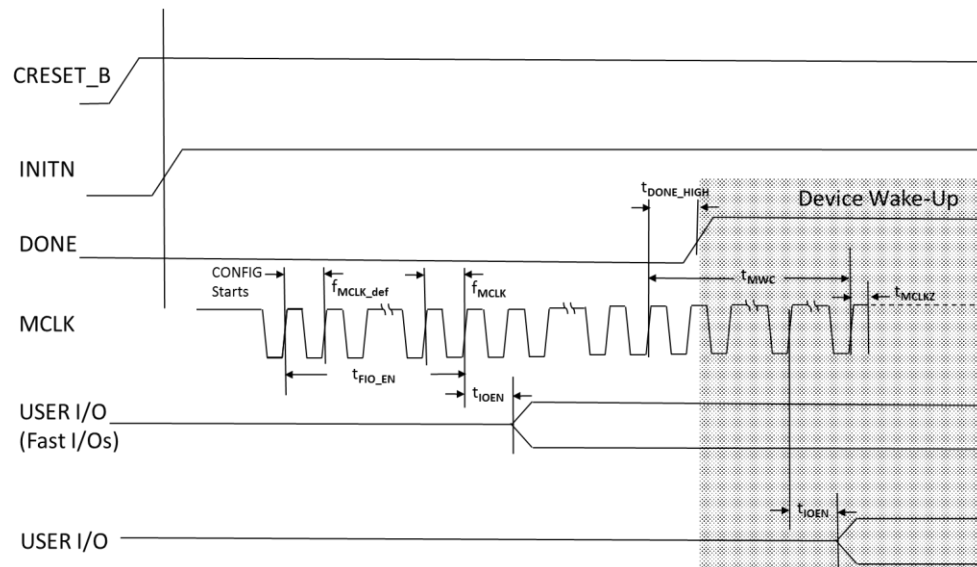 CRESET_B
INITN
tDONE_HIGH
Device Wake-Up
DONE
CONFIG
Starts
fMCLK_def
fMCLK
tMWC
tMCLKZ
MCLK
tFIO_EN
tIOEN
USER I/O
(Fast I/Os)
tIOEN
USER I/O